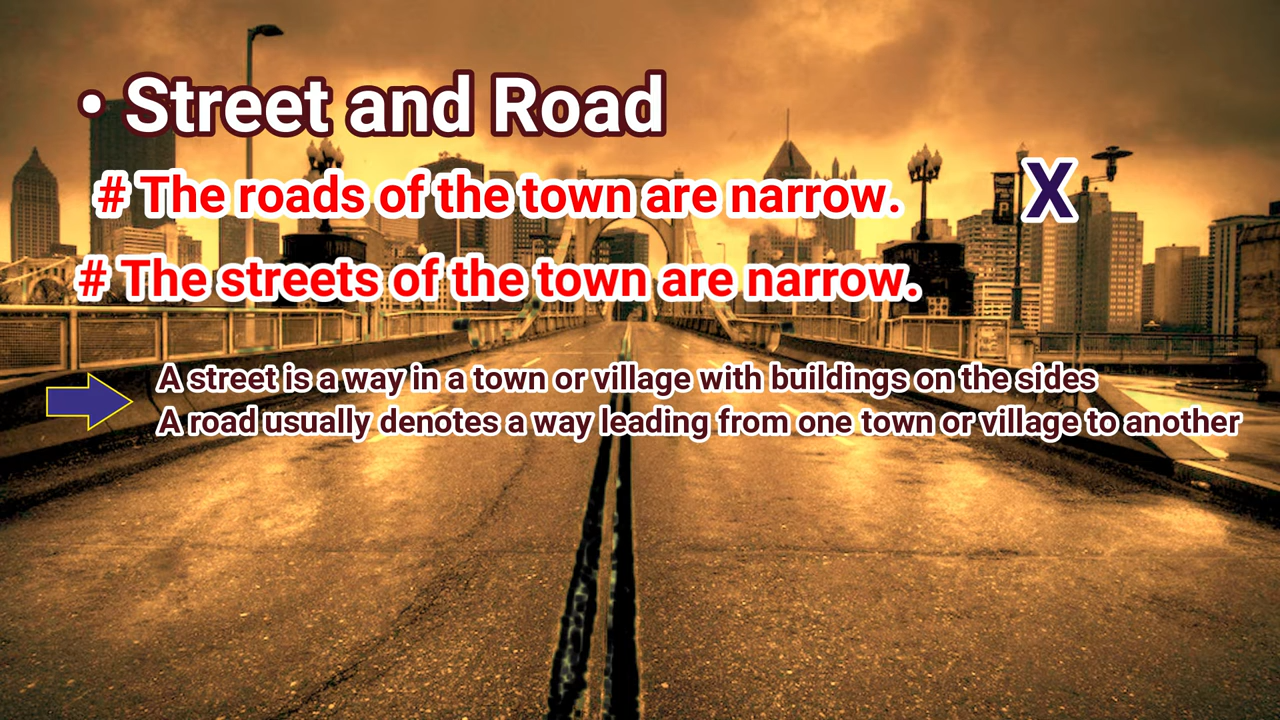 • Street and Road
# The roads of the town are narrow. X
# The streets of the town are narrow.
A street is a way in a town or village with buildings on the sides
A road usually denotes a way leading from one town or village to another